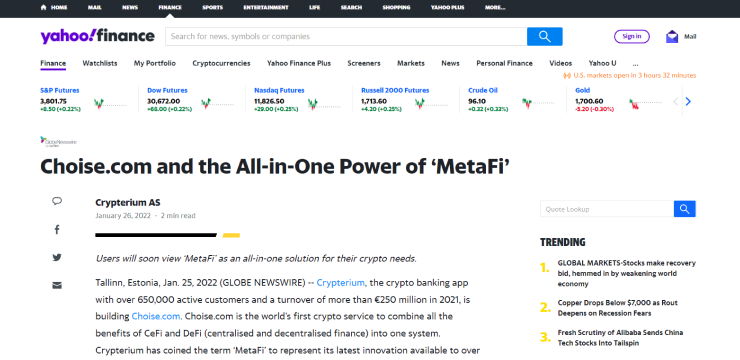 HOME MAIL NEWS FINANCE SPORTS ENTERTAINMENT LIFE SEARCH SHOPPING YAHOO PLUS MORE...
yahoo!finance
Search for news, symbols or companies
Sign in
Mail
Finance Watchlists My Portfolio Cryptocurrencies Yahoo Finance Plus Screeners Markets News Personal Finance Videos Yahoo U ...
U.S. markets open in 3 hours 32 minutes
S&P Futures
3,801.75
+8.50 (+0.22%)
Dow Futures
30,672.00
+68.00 (+0.22%)
Nasdaq Futures
11,826.50
+29.00 (+0.25%)
Russell 2000 Futures
1,713.60
+4.20 (+0.25%)
Crude Oil
96.10
+0.32 (+0.33%)
Gold
1,700.60
-5.20 (-0.30%)
GlobeNewswire
Choise.com and the All-in-One Power of ‘MetaFi’
Crypterium AS
January 26, 2022 · 2 min read
Users will soon view ‘MetaFi’ as an all-in-one solution for their crypto needs.
Tallinn, Estonia, Jan. 25, 2022 (GLOBE NEWSWIRE) -- Crypterium, the crypto banking app
with over 650,000 active customers and a turnover of more than €250 million in 2021, is
building Choise.com. Choise.com is the world's first crypto service to combine all the
benefits of CeFi and DeFi (centralised and decentralised finance) into one system.
Crypterium has coined the term ‘MetaFi’ to represent its latest innovation available to over
Quote Lookup
TRENDING
1. GLOBAL MARKETS-Stocks make recovery
bid, hemmed in by weakening world
economy
2. Copper Drops Below $7,000 as Rout
Deepens on Recession Fears
3. Fresh Scrutiny of Alibaba Sends China
Tech Stocks Into Tailspin